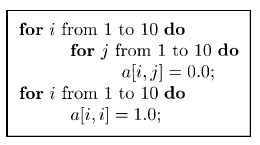 for i from 1 to 10 do
for j from 1 to 10 do
a[i, j] = 0.0;
for i from 1 to 10 do
a[i, i] = 1.0;